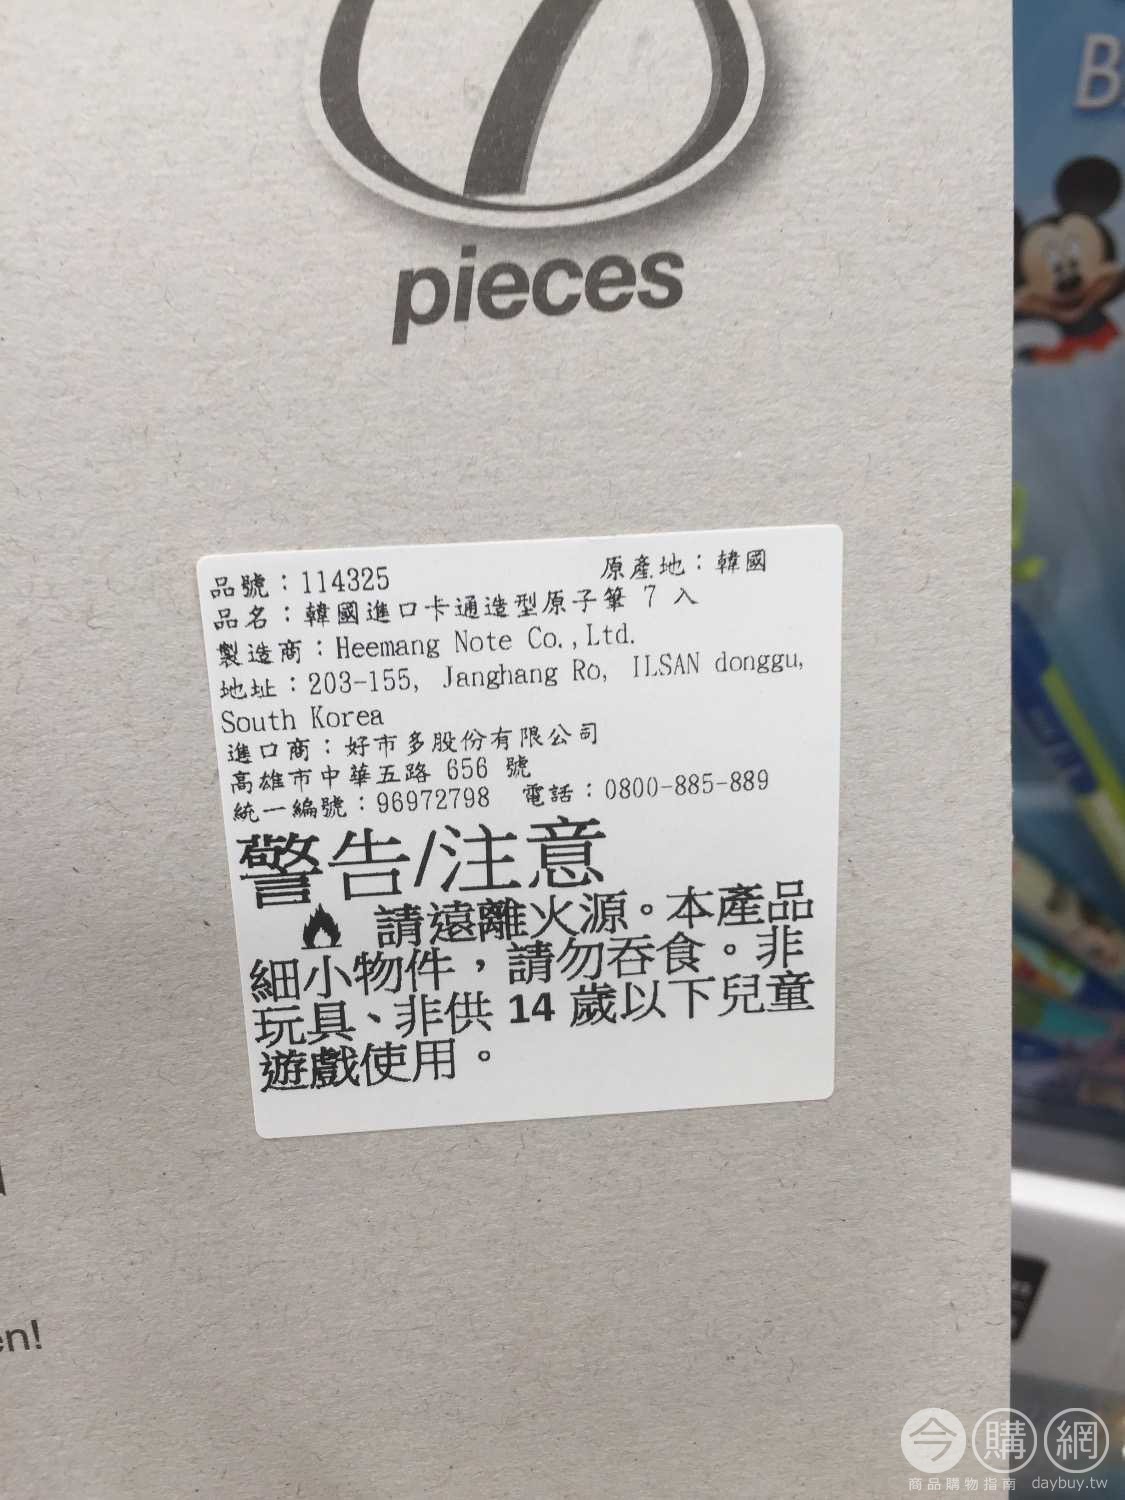 7
pieces
B
品號：114325 原產地：韓國
品名：韓國進口卡通造型原子筆 7 入
製造商：Heemang Note Co.,Ltd.
地址：203-155, Janghang Ro, ILSAN donggu,
South Korea
進口商：好市多股份有限公司
高雄市中華五路 656 號
統一編號：96972798 電話：0800-885-889
警告/注意
請遠離火源。本產品
細小物件，請勿吞食。非
玩具、非供 14 歲以下兒童
遊戲使用。
en!
今購網
商品購物指南 daybuy.tw